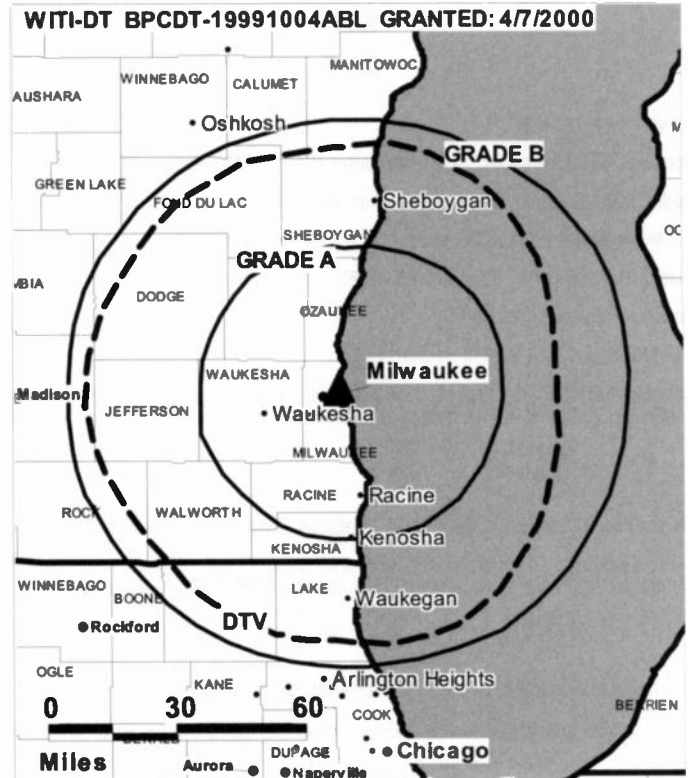 WITI-DT BPCDT-19991004ABL GRANTED: 4/7/2000
MANITOWOC
WINNEBAGO
CALUMET
AUSHARA
Oshkosh
GRADE B
GREEN LAKE
FOND DU LAC
Sheboygan
SHEBOYGAN
GRADE A
MBIA
DODGE
OZAUKEE
Milwaukee
WAUKESHA
Madison
JEFFERSON
Waukesha
MILWAUKEE
RACINE
Racine
ROCK
WALWORTH
Kenosha
KENOSHA
WINNEBAGO
LAKE
BOONE
Waukegan
Rockford
DTV
OGLE
KANE
Arlington Heights
0 30 60
COOK
BERRIEN
Miles
DUPAGE
Chicago
Aurora
Naperville